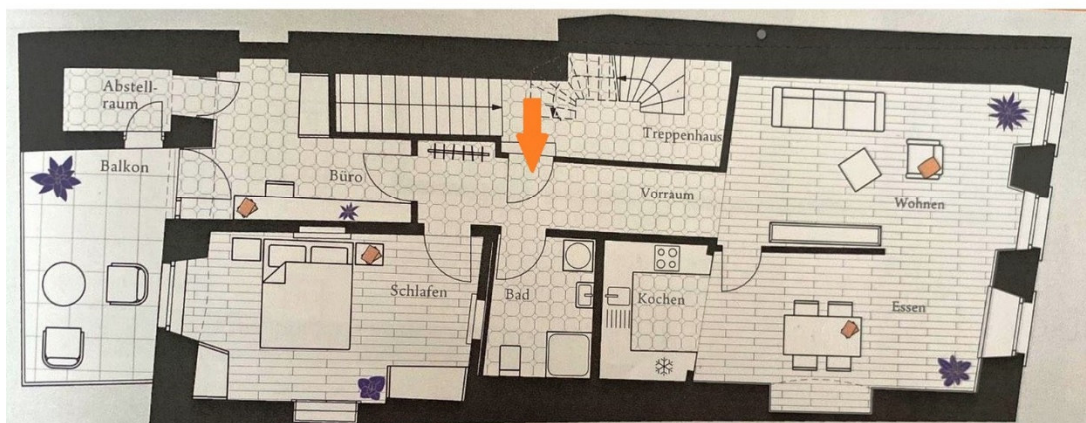 Abstell-
raum
Treppenhaus
Balkon
Büro
Vorraum
Wohnen
Schlafen
Bad
Kochen
Essen